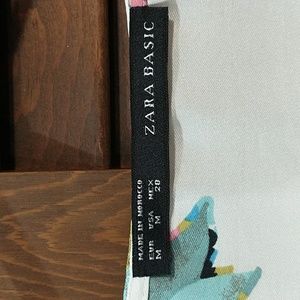 ZARA BASIC
MADE IN MOROCCO
EUR USA MEX
M M 28